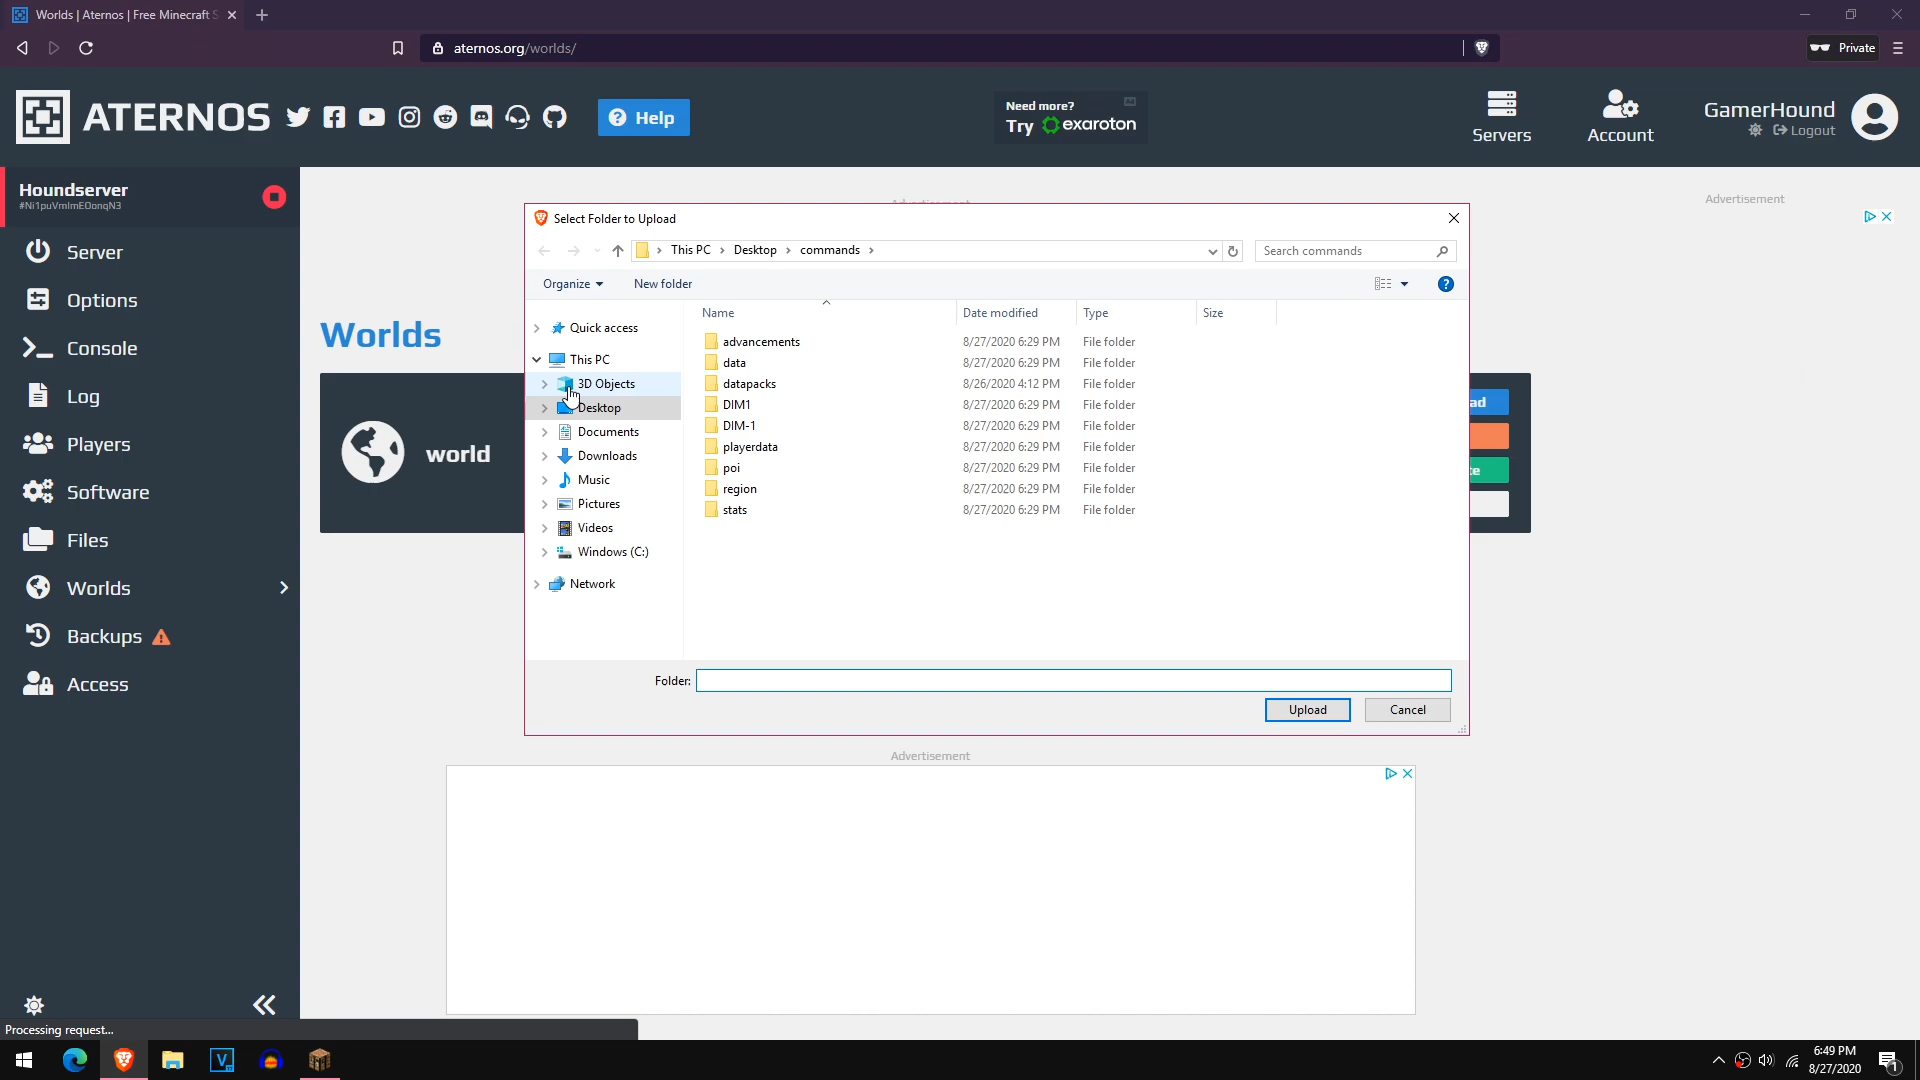 Worlds | Aternos | Free Minecraft S
aternos.org/worlds/
Private
ATERNOS
Help
Need more?
Ad
Try exaroton
Servers
Account
GamerHound
Logout
Houndserver
Server
Options
Console
Log
Players
Software
Files
Worlds
Backups
Access
Advertisement
Worlds
world
ad
te
Select Folder to Upload
This PC
Desktop
commands
Search commands
Organize
New folder
Quick access
This PC
3D Objects
Desktop
Documents
Downloads
Music
Pictures
Videos
Windows (C:)
Network
Name Date modified Type Size
advancements 8/27/2020 6:29 PM File folder
data 8/27/2020 6:29 PM File folder
datapacks 8/26/2020 4:12 PM File folder
DIM1 8/27/2020 6:29 PM File folder
DIM-1 8/27/2020 6:29 PM File folder
playerdata 8/27/2020 6:29 PM File folder
poi 8/27/2020 6:29 PM File folder
region 8/27/2020 6:29 PM File folder
stats 8/27/2020 6:29 PM File folder
Folder:
Upload
Cancel
Advertisement
Processing request...
V
6:49 PM
8/27/2020
1